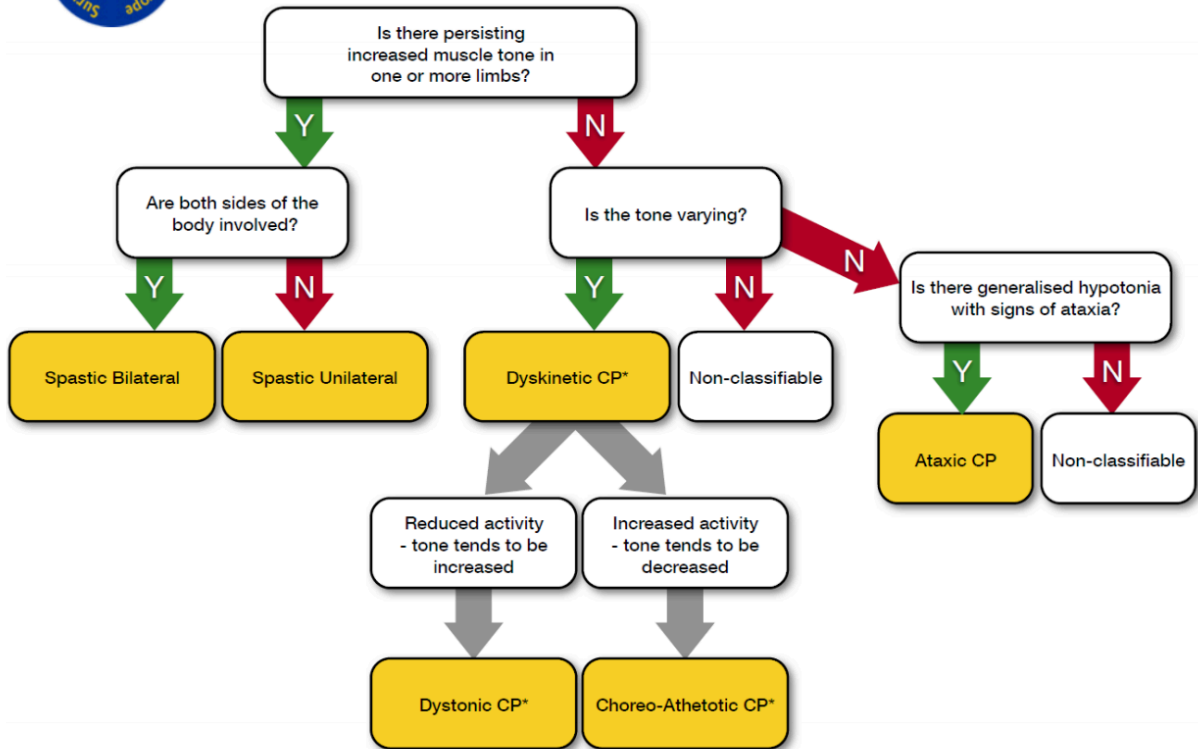 Sur
ope
Is there persisting
increased muscle tone in
one or more limbs?
Y
N
Are both sides of the
body involved?
Is the tone varying?
N
Y
N
Y
N
Is there generalised hypotonia
with signs of ataxia?
Spastic Bilateral
Spastic Unilateral
Dyskinetic CP*
Non-classifiable
Y
N
Ataxic CP
Non-classifiable
Reduced activity
- tone tends to be
increased
Increased activity
- tone tends to be
decreased
Dystonic CP*
Choreo-Athetotic CP*